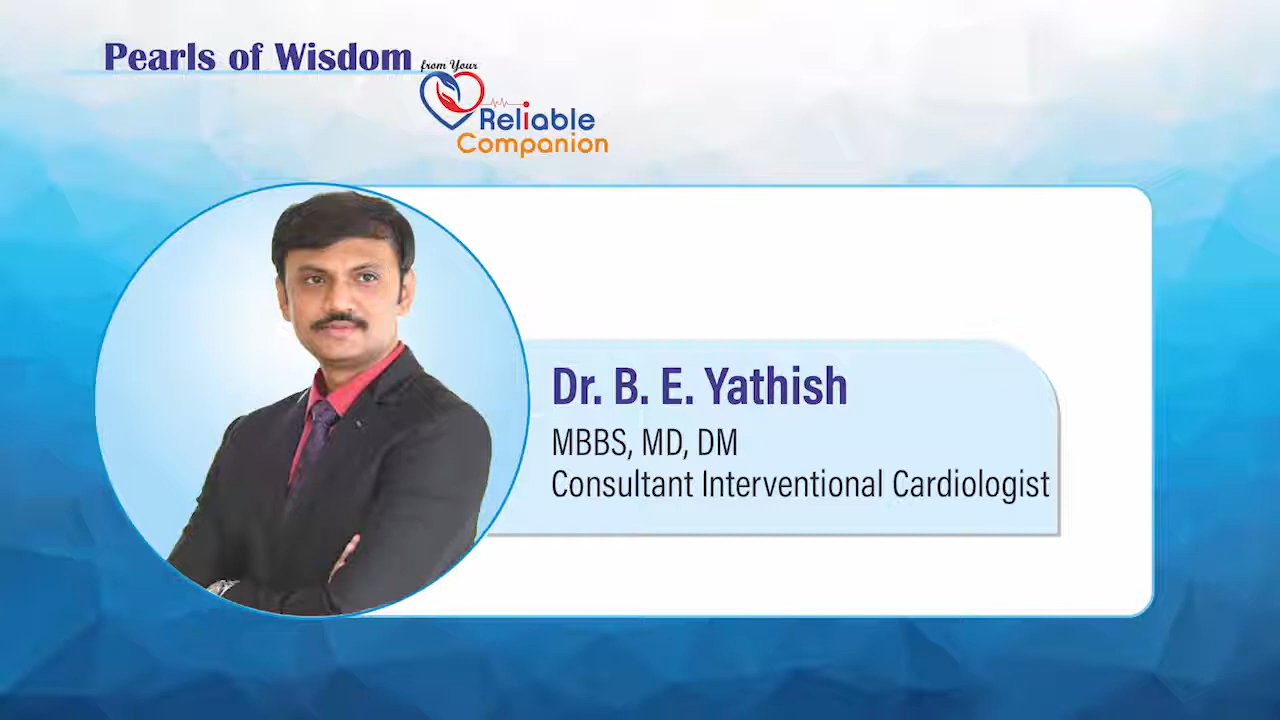 Pearls of Wisdom from Your
Reliable
Companion
Dr. B. E. Yathish
MBBS, MD, DM
Consultant Interventional Cardiologist